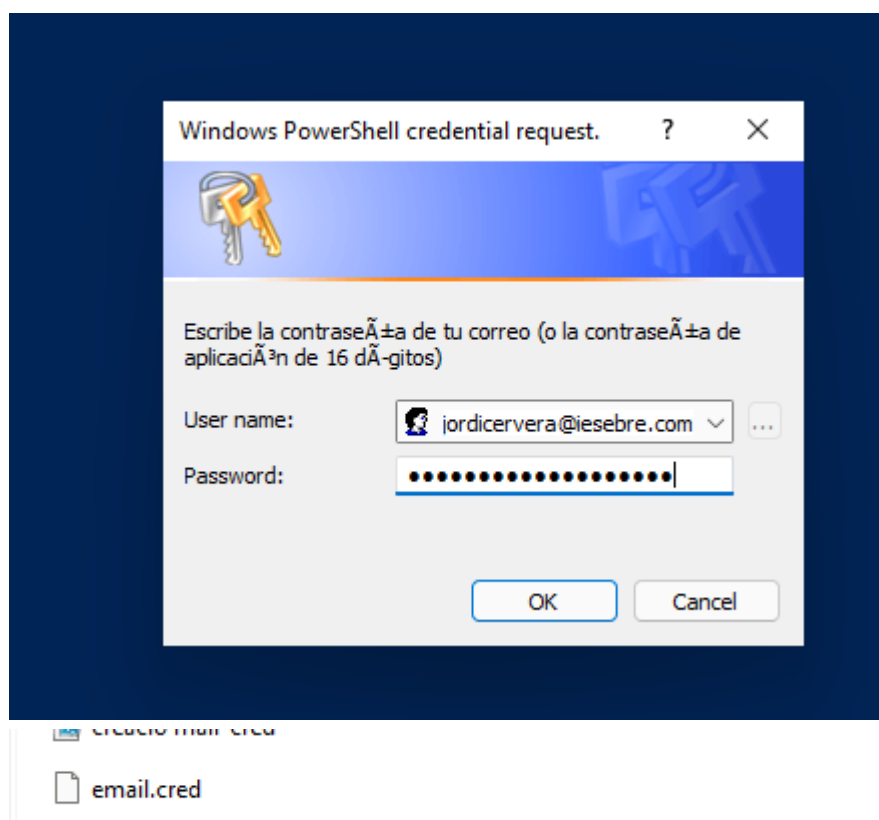 Windows PowerShell credential request. ? ×
Escribe la contraseÃ±a de tu correo (o la contraseÃ±a de
aplicaciÃ³n de 16 dÃ-gitos)
User name: jordicervera@iesebre.com ...
Password: ●●●●●●●●●●●●●●●●●●●
OK Cancel
email.cred